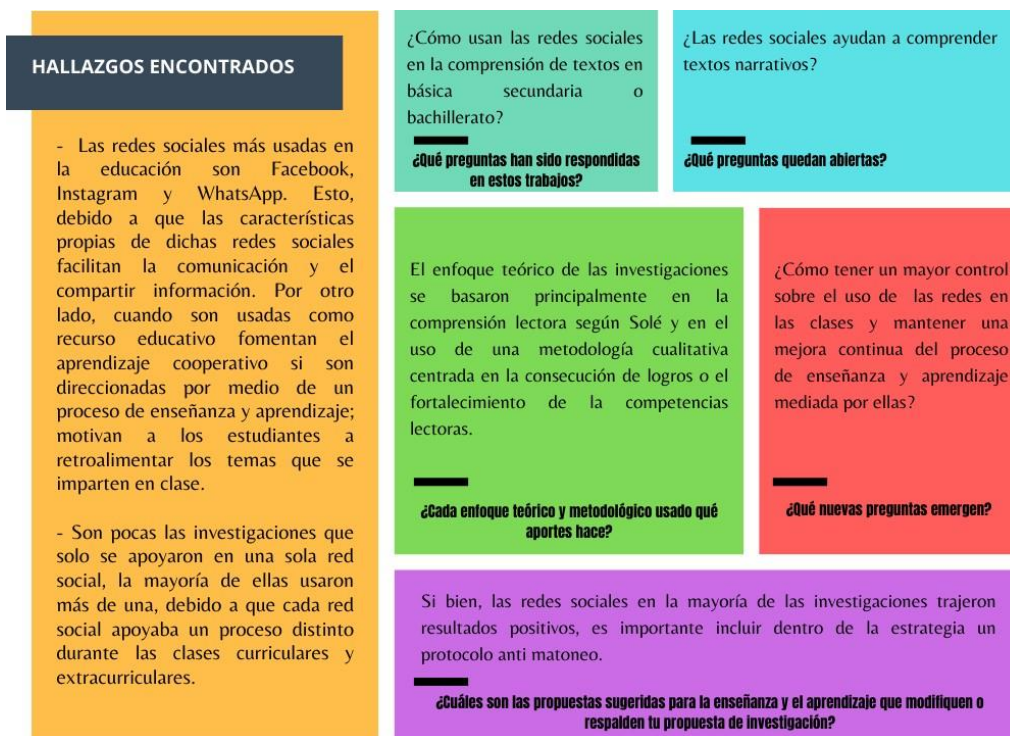 HALLAZGOS ENCONTRADOS
- Las redes sociales más usadas en
la educación son Facebook,
Instagram y WhatsApp. Esto,
debido a que las características
propias de dichas redes sociales
facilitan la comunicación y el
compartir información. Por otro
lado, cuando son usadas como
recurso educativo fomentan el
aprendizaje cooperativo si son
direccionadas por medio de un
proceso de enseñanza y aprendizaje;
motivan a los estudiantes a
retroalimentar los temas que se
imparten en clase.
- Son pocas las investigaciones que
solo se apoyaron en una sola red
social, la mayoría de ellas usaron
más de una, debido a que cada red
social apoyaba un proceso distinto
durante las clases curriculares y
extracurriculares.
¿Cómo usan las redes sociales
en la comprensión de textos en
básica secundaria o
bachillerato?
¿Qué preguntas han sido respondidas
en estos trabajos?
¿Las redes sociales ayudan a comprender
textos narrativos?
¿Qué preguntas quedan abiertas?
El enfoque teórico de las investigaciones
se basaron principalmente en la
comprensión lectora según Solé y en el
uso de una metodología cualitativa
centrada en la consecución de logros o el
fortalecimiento de la competencias
lectoras.
¿Cada enfoque teórico y metodológico usado qué
aportes hace?
¿Cómo tener un mayor control
sobre el uso de las redes en
las clases y mantener una
mejora continua del proceso
de enseñanza y aprendizaje
mediada por ellas?
¿Qué nuevas preguntas emergen?
Si bien, las redes sociales en la mayoría de las investigaciones trajeron
resultados positivos, es importante incluir dentro de la estrategia un
protocolo anti matoneo.
¿Cuáles son las propuestas sugeridas para la enseñanza y el aprendizaje que modifiquen o
respalden tu propuesta de investigación?